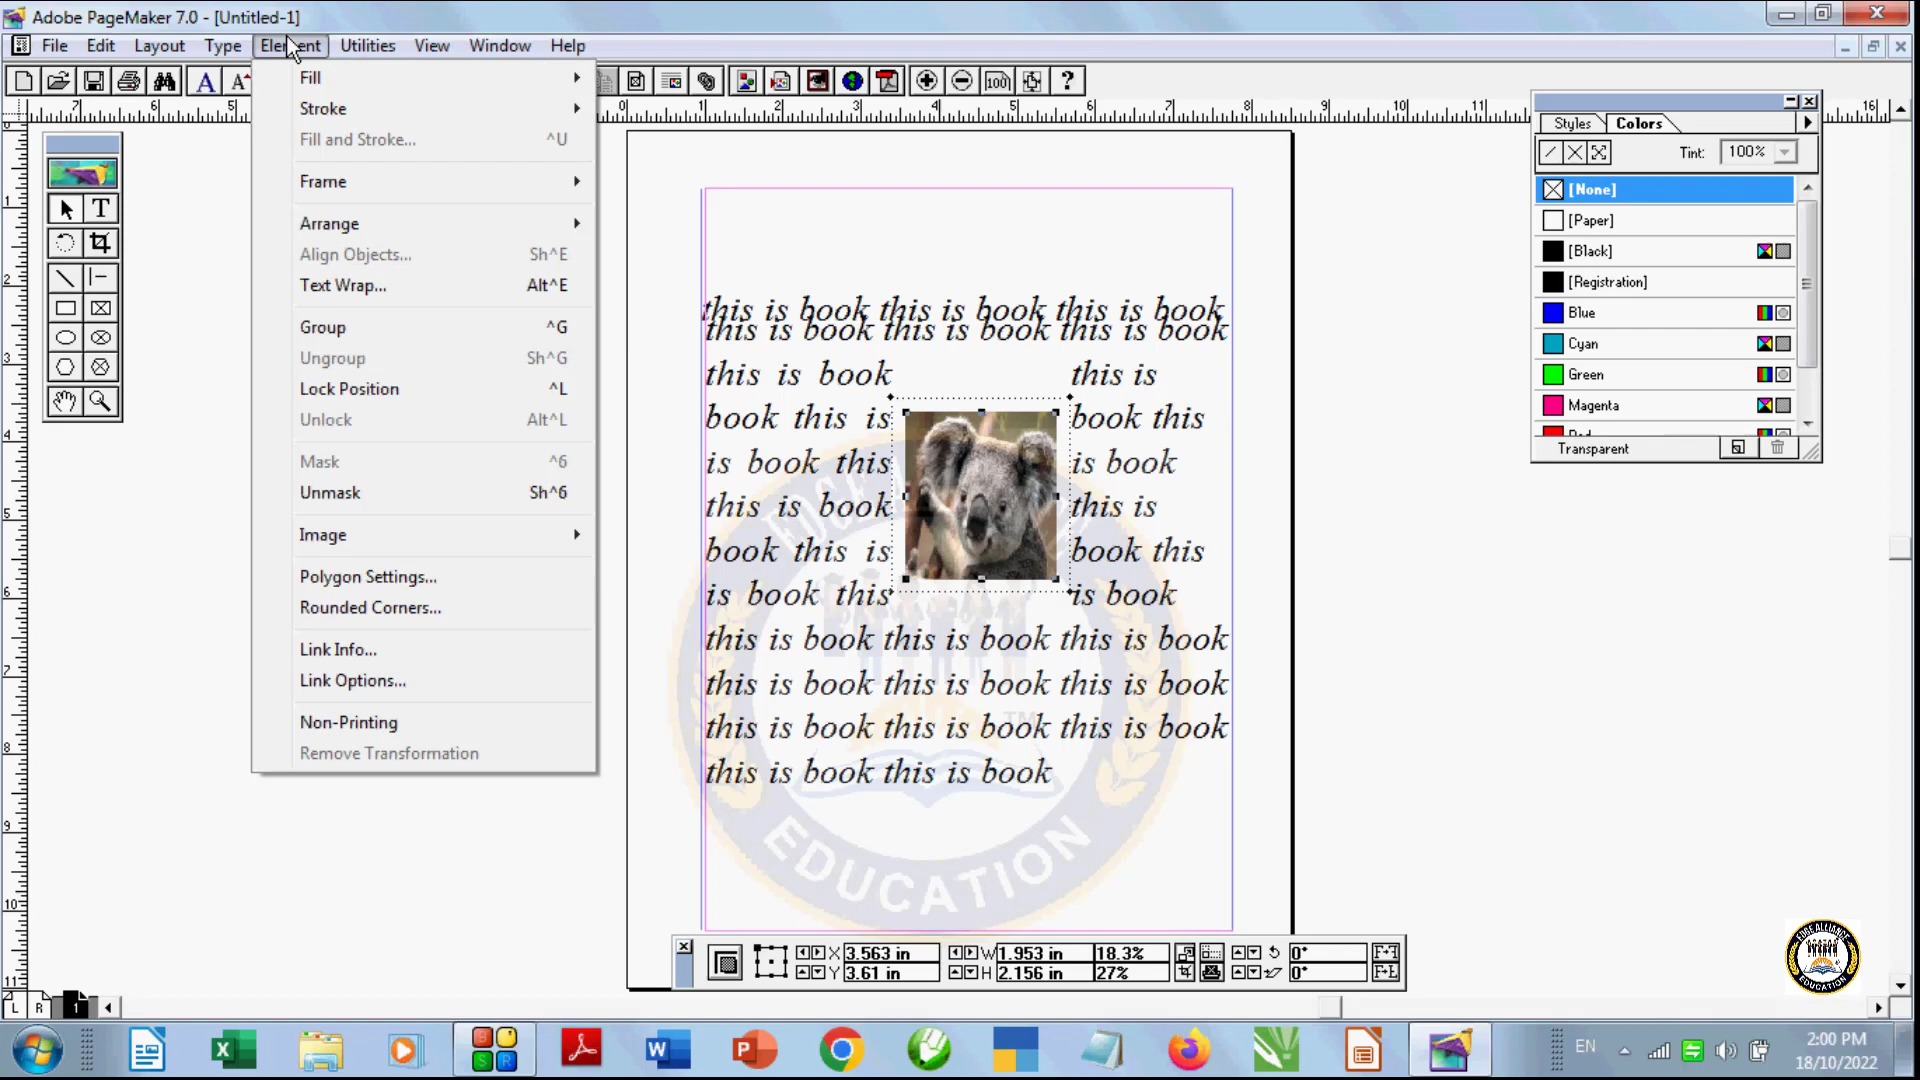 Adobe PageMaker 7.0 - [Untitled-1]
File Edit Layout Type Element Utilities View Window Help
Fill
Stroke
Fill and Stroke... ^U
Frame
Arrange
Align Objects... Sh^E
Text Wrap... Alt^E
Group ^G
Ungroup Sh^G
Lock Position ^L
Unlock Alt^L
Mask ^6
Unmask Sh^6
Image
Polygon Settings...
Rounded Corners...
Link Info...
Link Options...
Non-Printing
Remove Transformation
this is book this is book this is book
this is book this is book this is book
this is book this is
book this is book this
is book this is book
this is book this is
book this is book this
is book this is book
this is book this is book this is book
this is book this is book this is book
this is book this is book this is book
this is book this is book
TM
EDUCATION
Styles Colors
Tint: 100%
[None]
[Paper]
[Black]
[Registration]
Blue
Cyan
Green
Magenta
Red
Transparent
X 3.563 in W 1.953 in 18.3% 0°
Y 3.61 in H 2.156 in 27% 0°
L R 1
EDGE ALLIANCE
EDUCATION
EN
2:00 PM
18/10/2022